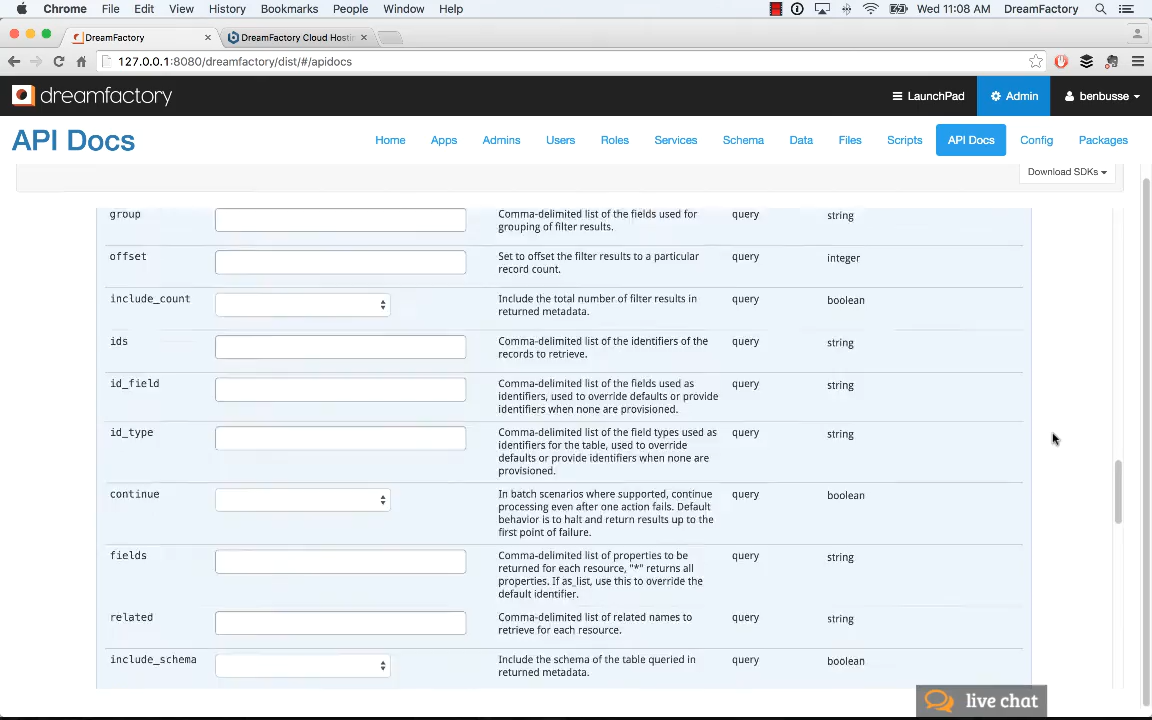 Chrome File Edit View History Bookmarks People Window Help Wed 11:08 AM DreamFactory
DreamFactory × DreamFactory Cloud Hosti ×
127.0.0.1:8080/dreamfactory/dist/#/apidocs
dreamfactory LaunchPad Admin benbusse
API Docs Home Apps Admins Users Roles Services Schema Data Files Scripts API Docs Config Packages
Download SDKs
group Comma-delimited list of the fields used for query string
grouping of filter results.
offset Set to offset the filter results to a particular query integer
record count.
include_count Include the total number of filter results in query boolean
returned metadata.
ids Comma-delimited list of the identifiers of the query string
records to retrieve.
id_field Comma-delimited list of the fields used as query string
identifiers, used to override defaults or provide
identifiers when none are provisioned.
id_type Comma-delimited list of the field types used as query string
identifiers for the table, used to override
defaults or provide identifiers when none are
provisioned.
continue In batch scenarios where supported, continue query boolean
processing even after one action fails. Default
behavior is to halt and return results up to the
first point of failure.
fields Comma-delimited list of properties to be query string
returned for each resource, "*" returns all
properties. If as_list, use this to override the
default identifier.
related Comma-delimited list of related names to query string
retrieve for each resource.
include_schema Include the schema of the table queried in query boolean
returned metadata.
live chat